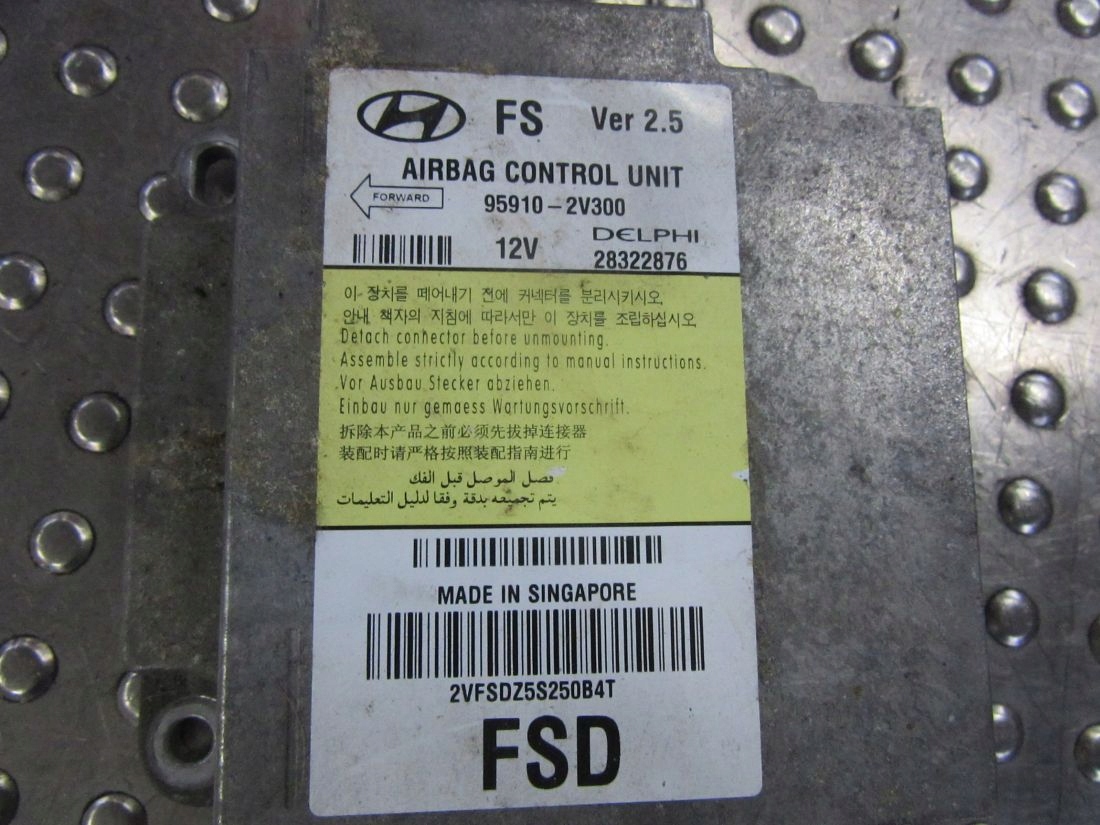 FS Ver 2.5
AIRBAG CONTROL UNIT
FORWARD
95910-2V300
12V
DELPHI
28322876
이 장치를 떼어내기 전에 커넥터를 분리시키시오.
안내 책자의 지침에 따라서만 이 장치를 조립하십시오
Detach connector before unmounting.
Assemble strictly according to manual instructions.
Vor Ausbau Stecker abziehen.
Einbau nur gemaess Wartungsvorschrift.
拆除本产品之前必须先拔掉连接器
装配时请严格按照装配指南进行
فصل الموصل قبل الفك
يتم تجميعه بدقة وفقا لدليل التعليمات
MADE IN SINGAPORE
2VFSDZ5S250B4T
FSD